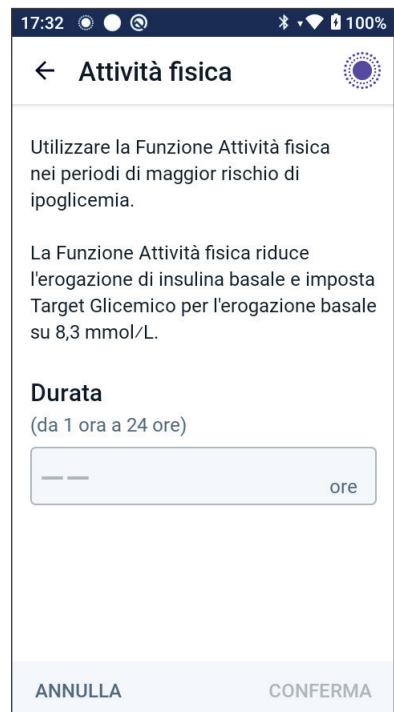 17:32 100%
Attività fisica
Utilizzare la Funzione Attività fisica
nei periodi di maggior rischio di
ipoglicemia.
La Funzione Attività fisica riduce
l'erogazione di insulina basale e imposta
Target Glicemico per l'erogazione basale
su 8,3 mmol/L.
Durata
(da 1 ora a 24 ore)
ore
ANNULLA CONFERMA